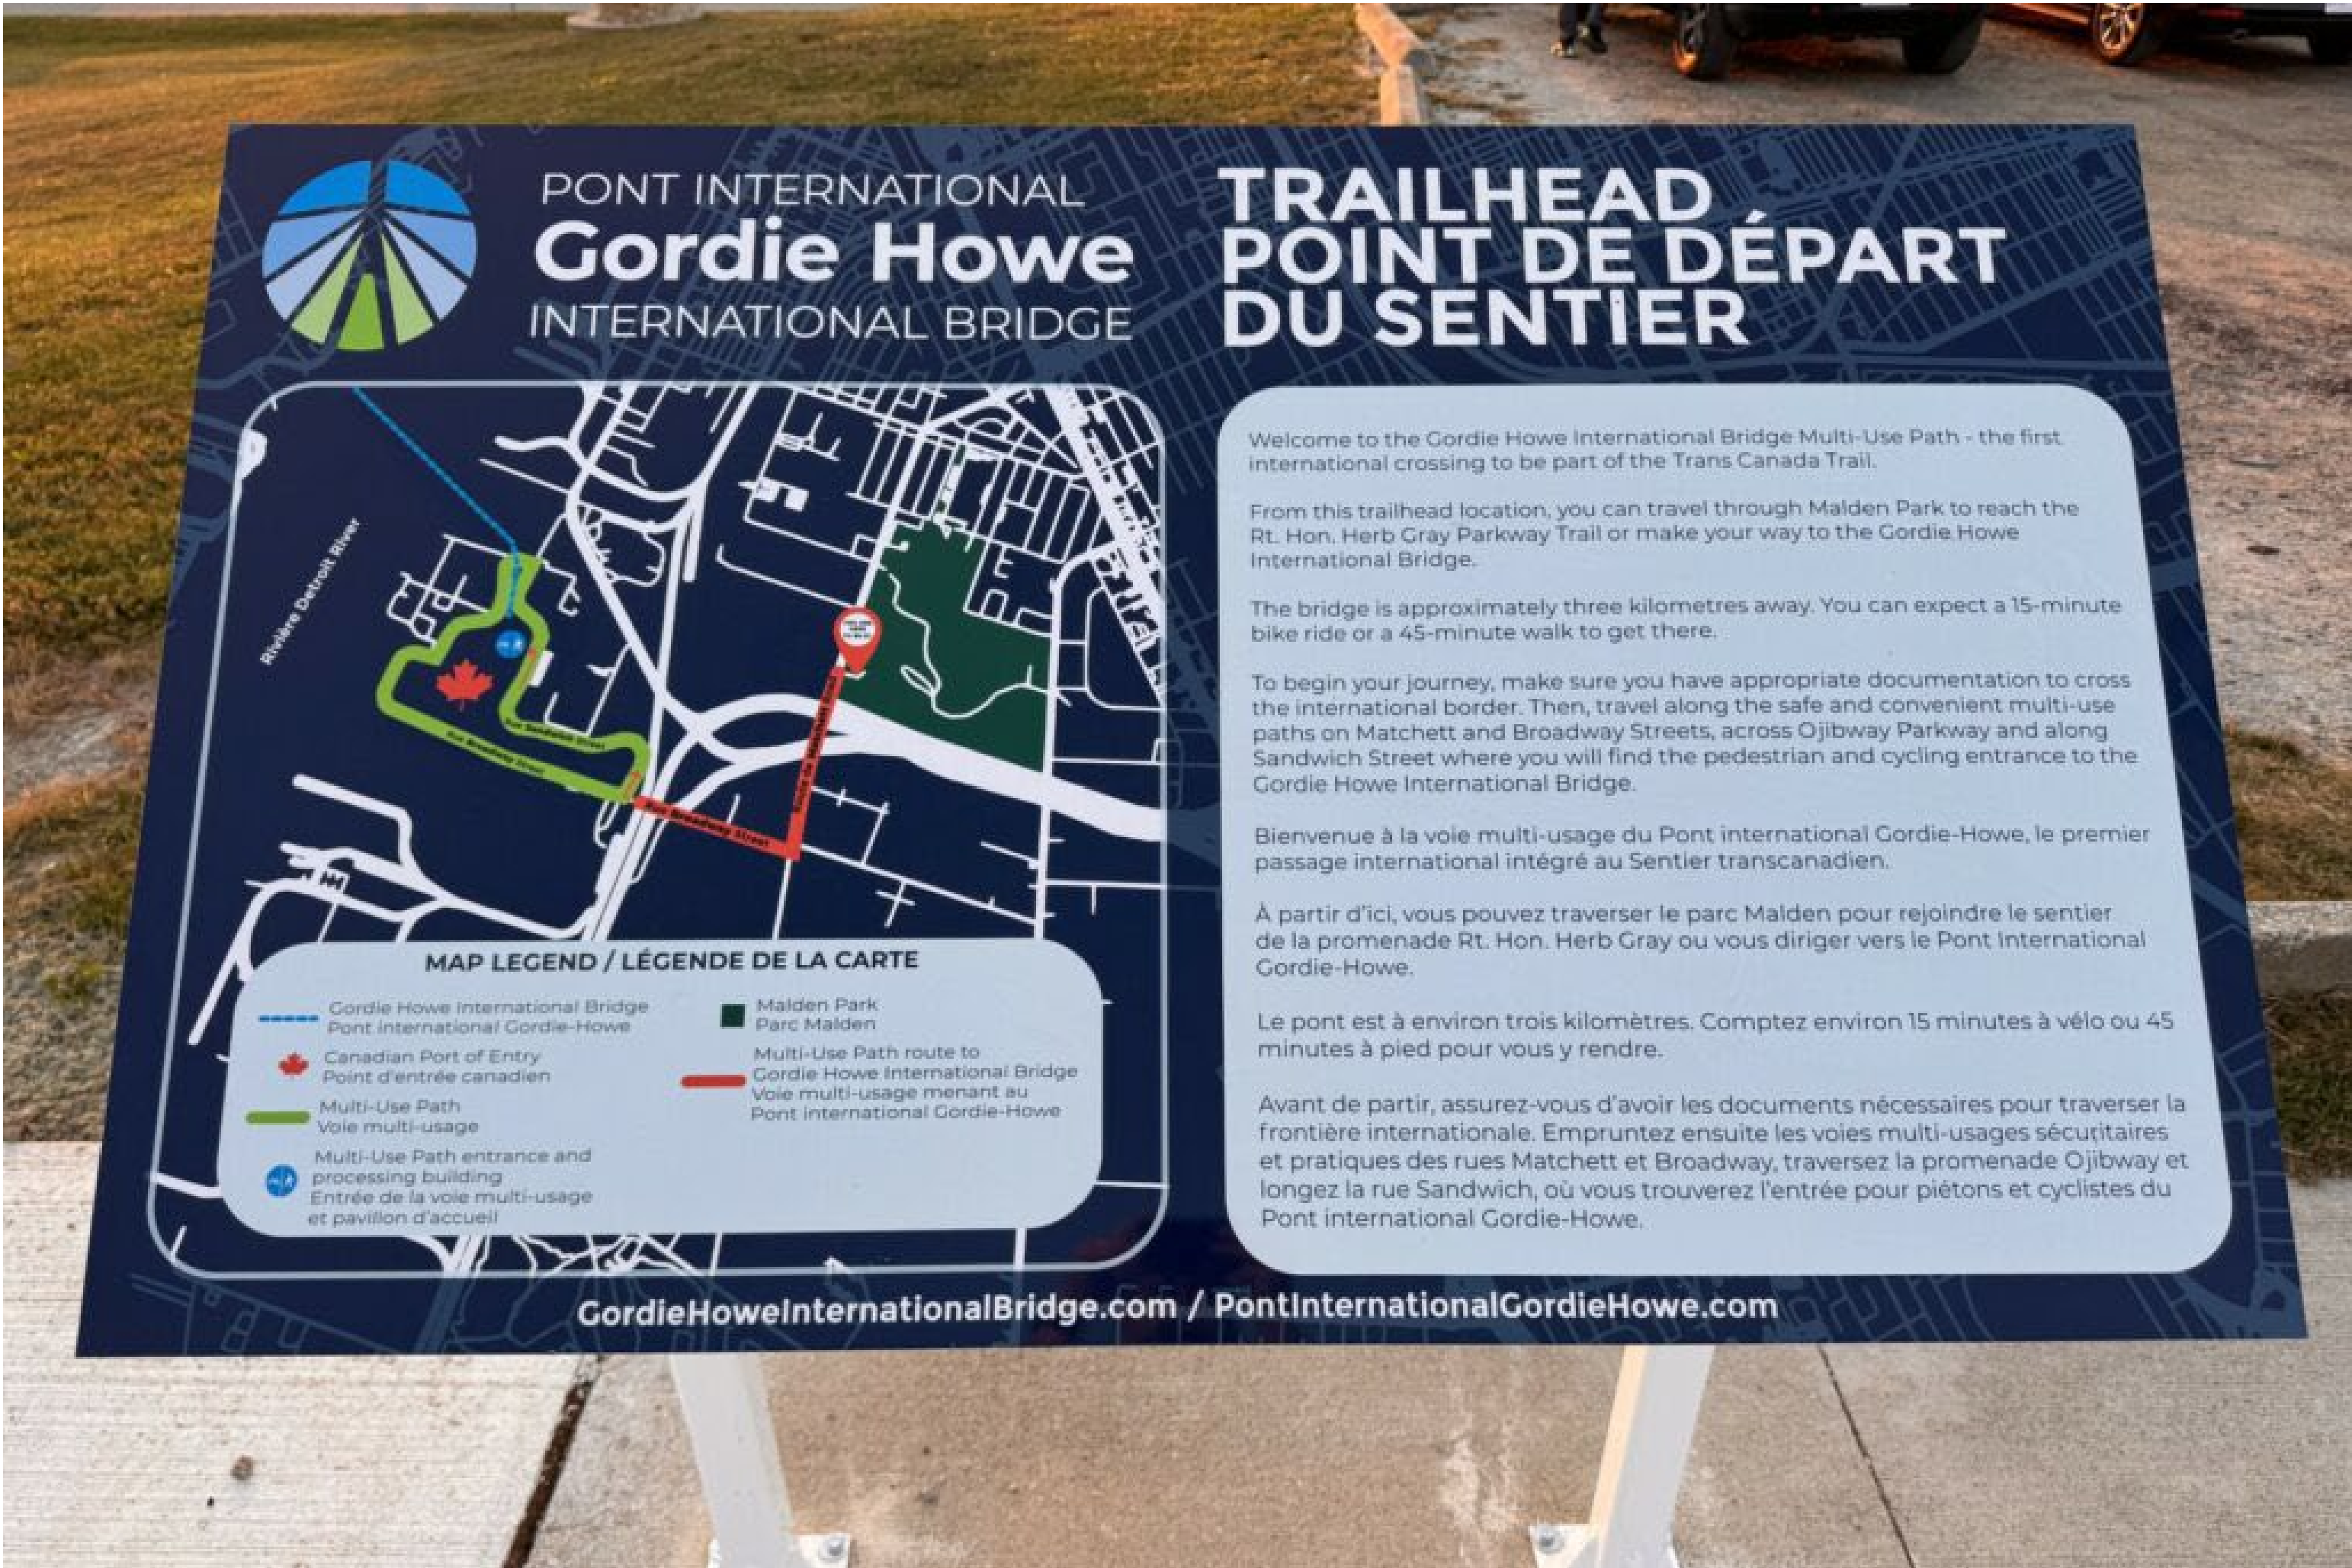 PONT INTERNATIONAL
Gordie Howe
INTERNATIONAL BRIDGE
TRAILHEAD
POINT DE DÉPART
DU SENTIER
Rivière Detroit River
Rue Sandwich Street
Rue Broadway Street
Rue Broadway Street
MAP LEGEND / LÉGENDE DE LA CARTE
Gordie Howe International Bridge
Pont international Gordie-Howe
Canadian Port of Entry
Point d'entrée canadien
Multi-Use Path
Voie multi-usage
Multi-Use Path entrance and
processing building
Entrée de la voie multi-usage
et pavillon d'accueil
Malden Park
Parc Malden
Multi-Use Path route to
Gordie Howe International Bridge
Voie multi-usage menant au
Pont international Gordie-Howe
Welcome to the Gordie Howe International Bridge Multi-Use Path - the first
international crossing to be part of the Trans Canada Trail.
From this trailhead location, you can travel through Malden Park to reach the
Rt. Hon. Herb Gray Parkway Trail or make your way to the Gordie Howe
International Bridge.
The bridge is approximately three kilometres away. You can expect a 15-minute
bike ride or a 45-minute walk to get there.
To begin your journey, make sure you have appropriate documentation to cross
the international border. Then, travel along the safe and convenient multi-use
paths on Matchett and Broadway Streets, across Ojibway Parkway and along
Sandwich Street where you will find the pedestrian and cycling entrance to the
Gordie Howe International Bridge.
Bienvenue à la voie multi-usage du Pont international Gordie-Howe, le premier
passage international intégré au Sentier transcanadien.
À partir d'ici, vous pouvez traverser le parc Malden pour rejoindre le sentier
de la promenade Rt. Hon. Herb Gray ou vous diriger vers le Pont International
Gordie-Howe.
Le pont est à environ trois kilomètres. Comptez environ 15 minutes à vélo ou 45
minutes à pied pour vous y rendre.
Avant de partir, assurez-vous d'avoir les documents nécessaires pour traverser la
frontière internationale. Empruntez ensuite les voies multi-usages sécuritaires
et pratiques des rues Matchett et Broadway, traversez la promenade Ojibway et
longez la rue Sandwich, où vous trouverez l'entrée pour piétons et cyclistes du
Pont international Gordie-Howe.
GordieHoweInternationalBridge.com / PontInternationalGordieHowe.com